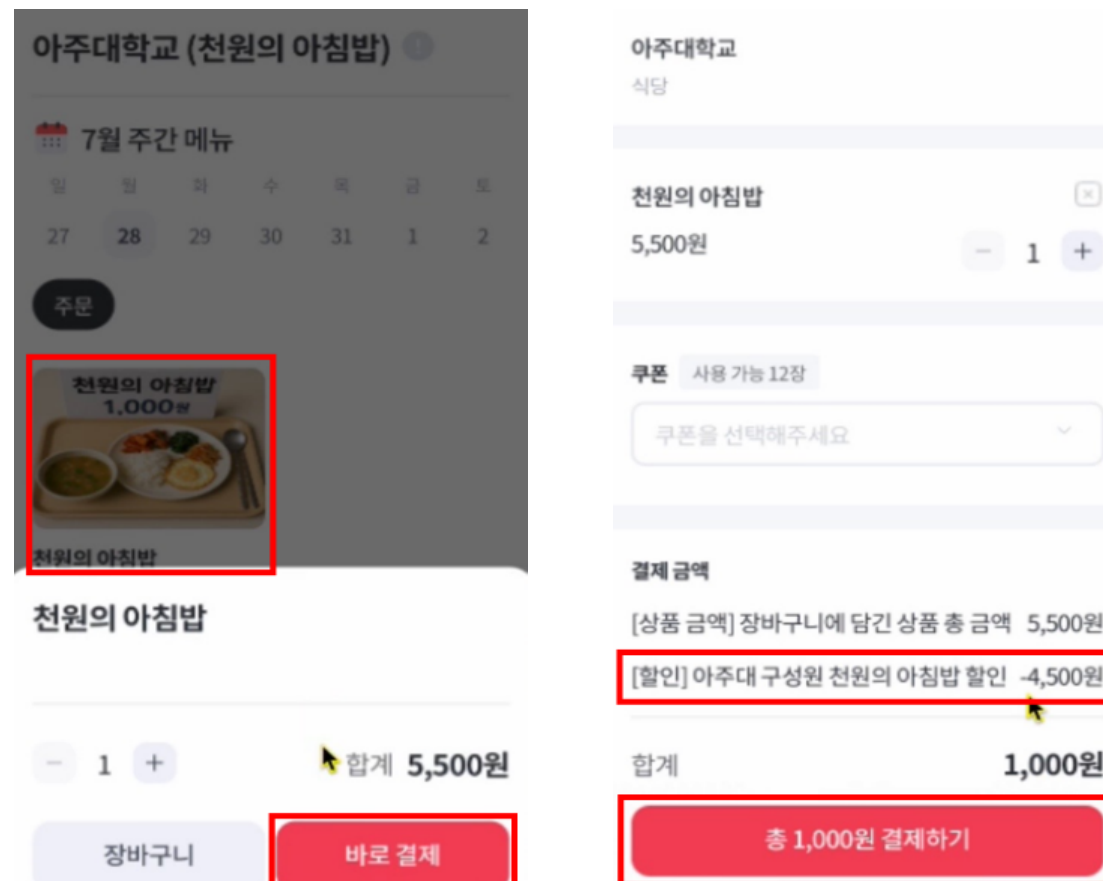 아주대학교 (천원의 아침밥)
7월 주간 메뉴
일 월 화 수 목 금 토
27 28 29 30 31 1 2
주문
천원의 아침밥
1,000원
천원의 아침밥
천원의 아침밥
1 합계 5,500원
장바구니 바로 결제
아주대학교
식당
천원의 아침밥
5,500원 1
쿠폰 사용 가능 12장
쿠폰을 선택해주세요
결제 금액
[상품 금액] 장바구니에 담긴 상품 총 금액 5,500원
[할인] 아주대 구성원 천원의 아침밥 할인 -4,500원
합계 1,000원
총 1,000원 결제하기